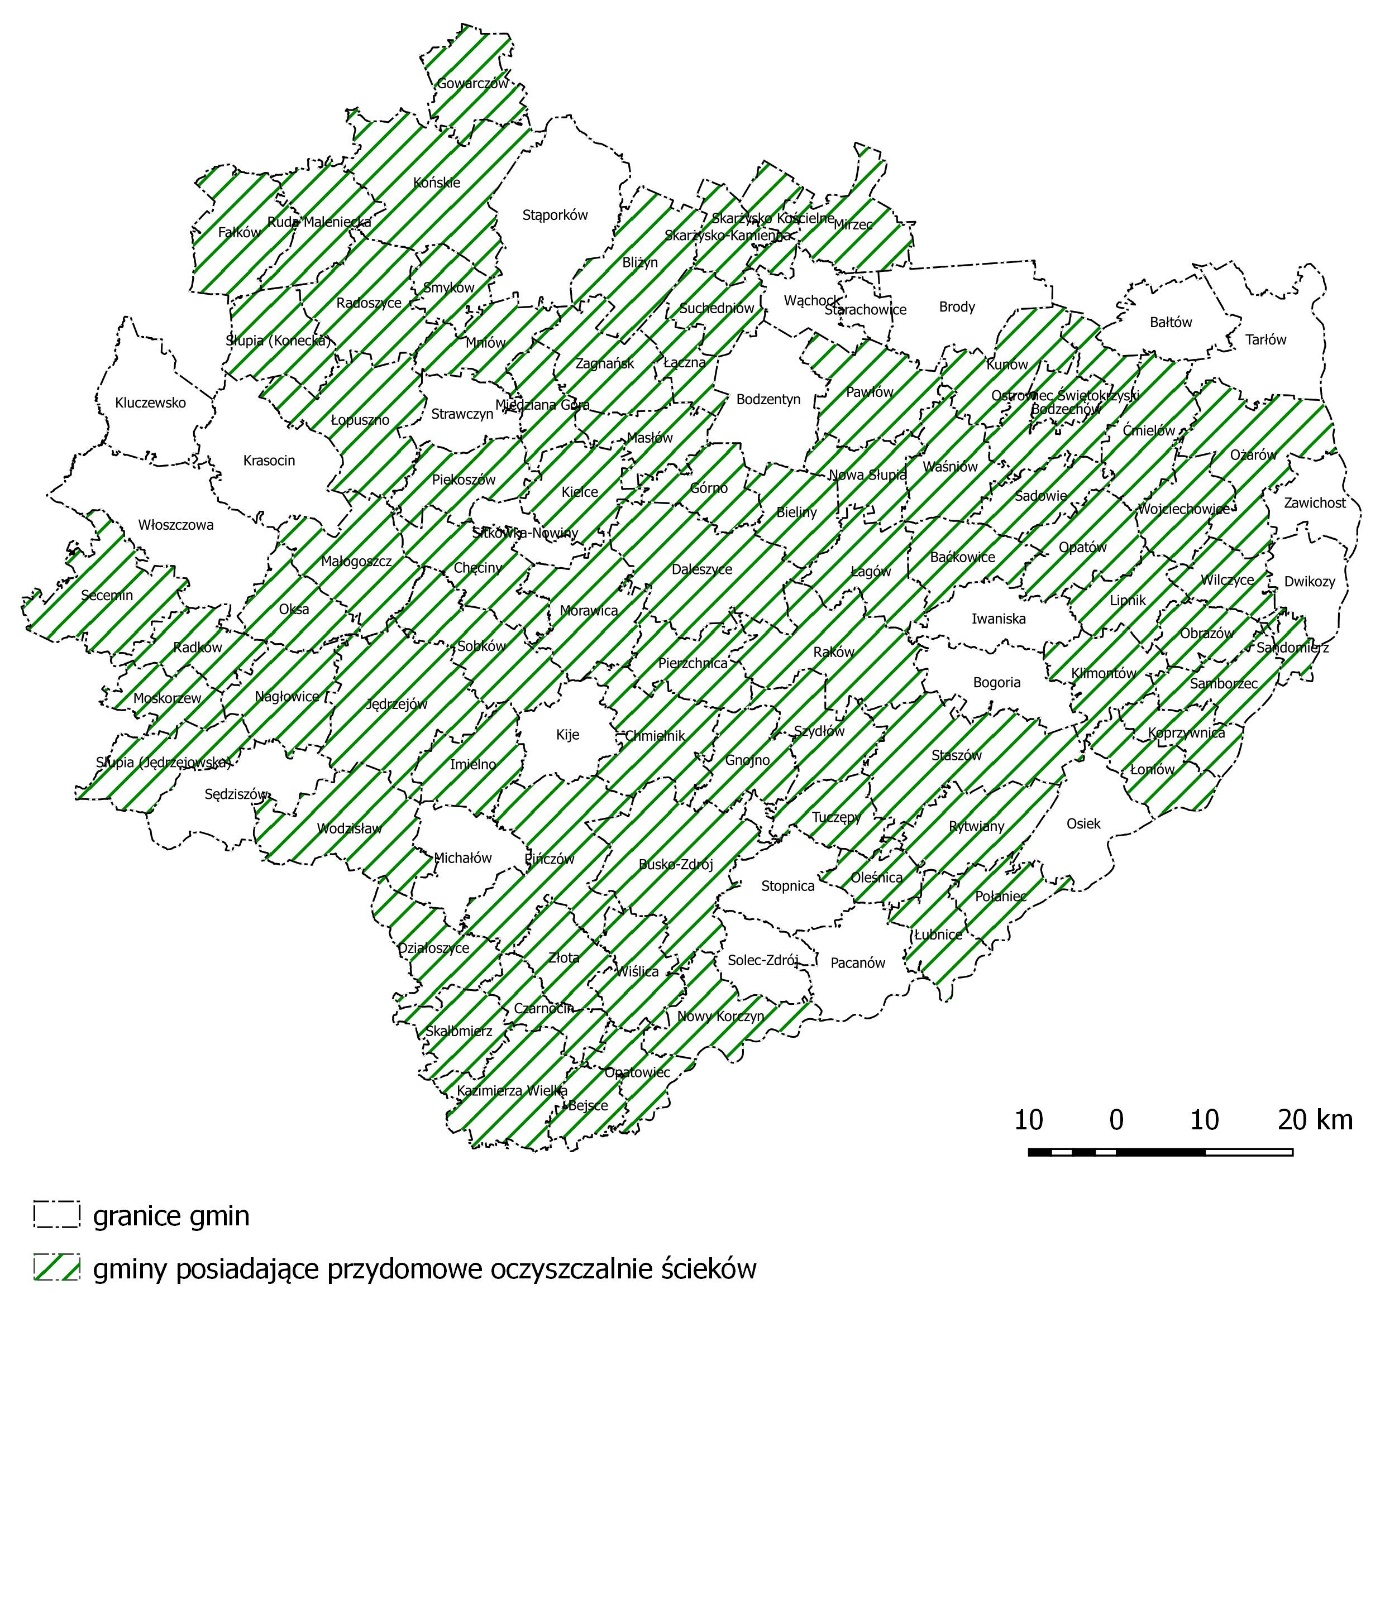 Gowarczów
Końskie
Stąporków
Fałków
Ruda Maleniecka
Skarżysko Kościelne
Skarżysko-Kamienna
Mirzec
Bliżyn
Radoszyce
Smyków
Suchedniów
Wąchock
Starachowice
Brody
Bałtów
Tarłów
Słupia (Konecka)
Mniów
Zagnańsk
Łączna
Kunów
Kluczewsko
Łopuszno
Strawczyn
Miedziana Góra
Bodzentyn
Pawłów
Ostrowiec Świętokrzyski
Bodzechów
Ćmielów
Masłów
Krasocin
Ożarów
Piekoszów
Kielce
Górno
Nowa Słupia
Waśniów
Sadowie
Wojciechowice
Zawichost
Włoszczowa
Sitkówka-Nowiny
Bieliny
Opatów
Małogoszcz
Chęciny
Daleszyce
Łagów
Baćkowice
Wilczyce
Dwikozy
Secemin
Oksa
Morawica
Lipnik
Iwaniska
Obrazów
Sandomierz
Radków
Sobków
Pierzchnica
Raków
Klimontów
Bogoria
Samborzec
Moskorzew
Nagłowice
Jędrzejów
Kije
Chmielnik
Szydłów
Koprzywnica
Słupia (Jędrzejowska)
Imielno
Gnojno
Staszów
Łoniów
Sędziszów
Wodzisław
Tuczępy
Rytwiany
Osiek
Michałów
Pińczów
Busko-Zdrój
Stopnica
Oleśnica
Połaniec
Działoszyce
Złota
Wiślica
Solec-Zdrój
Pacanów
Łubnice
Czarnocin
Nowy Korczyn
Skalbmierz
Opatowiec
Kazimierza Wielka
Bejsce
10 0 10 20 km
granice gmin
gminy posiadające przydomowe oczyszczalnie ścieków